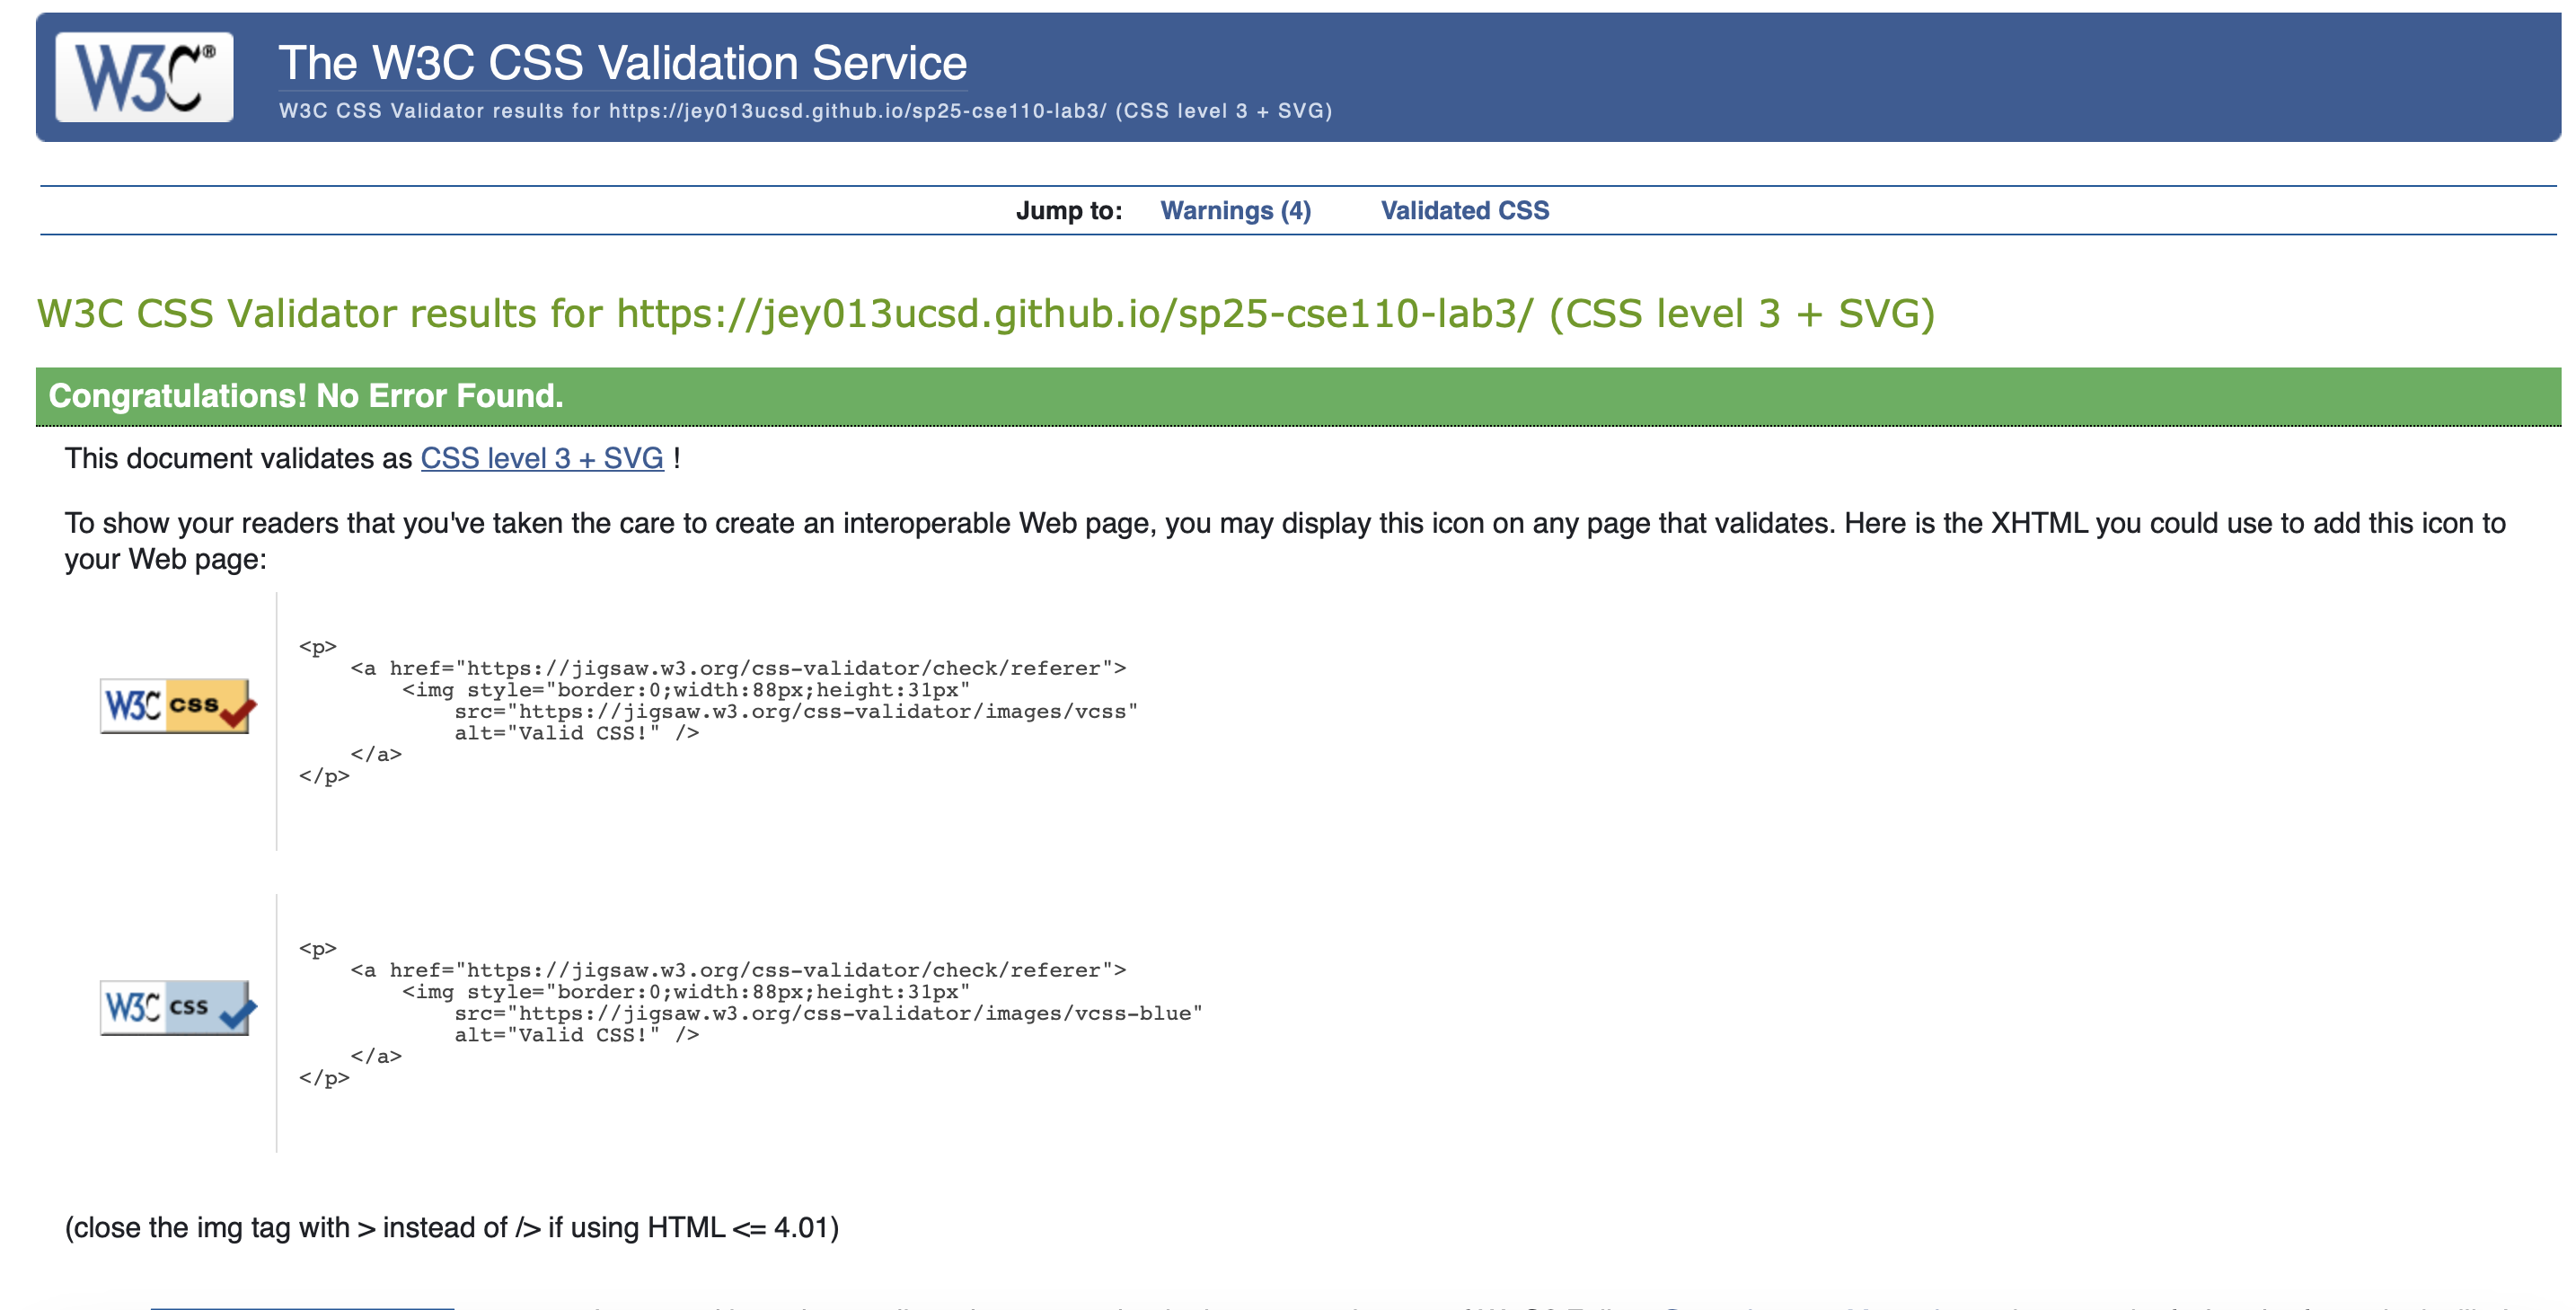 W3C®
The W3C CSS Validation Service
W3C CSS Validator results for https://jey013ucsd.github.io/sp25-cse110-lab3/ (CSS level 3 + SVG)
Jump to: Warnings (4) Validated CSS
W3C CSS Validator results for https://jey013ucsd.github.io/sp25-cse110-lab3/ (CSS level 3 + SVG)
Congratulations! No Error Found.
This document validates as CSS level 3 + SVG !
To show your readers that you've taken the care to create an interoperable Web page, you may display this icon on any page that validates. Here is the XHTML you could use to add this icon to
your Web page:
W3C css
<p>
    <a href="https://jigsaw.w3.org/css-validator/check/referer">
        <img style="border:0;width:88px;height:31px"
            src="https://jigsaw.w3.org/css-validator/images/vcss"
            alt="Valid CSS!" />
    </a>
</p>
W3C css
<p>
    <a href="https://jigsaw.w3.org/css-validator/check/referer">
        <img style="border:0;width:88px;height:31px"
            src="https://jigsaw.w3.org/css-validator/images/vcss-blue"
            alt="Valid CSS!" />
    </a>
</p>
(close the img tag with > instead of /> if using HTML <= 4.01)